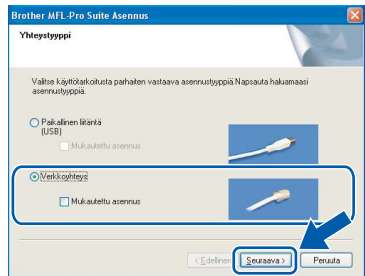 Brother MFL-Pro Suite Asennus
Yhteystyyppi
Valitse käyttötarkoitusta parhaiten vastaava asennustyyppi.Napsauta haluamaasi
asennustyyppiä.
Paikallinen liitäntä
(USB)
Mukautettu asennus
Verkkoyhteys
Mukautettu asennus
< Edellinen Seuraava > Peruuta